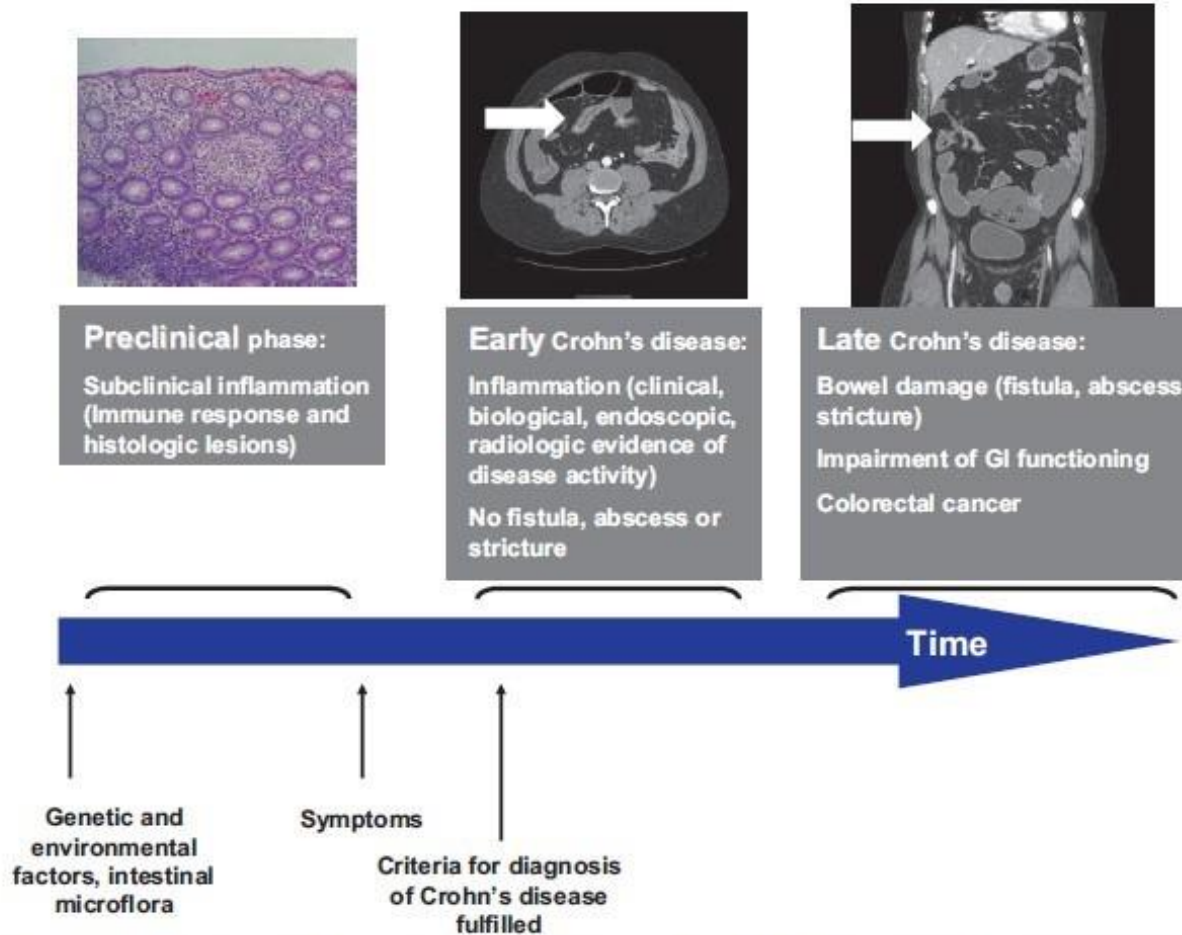 Preclinical phase:
Subclinical inflammation
(Immune response and
histologic lesions)
Early Crohn's disease:
Inflammation (clinical,
biological, endoscopic,
radiologic evidence of
disease activity)
No fistula, abscess or
stricture
Late Crohn's disease:
Bowel damage (fistula, abscess
stricture)
Impairment of GI functioning
Colorectal cancer
Time
Genetic and
environmental
factors, intestinal
microflora
Symptoms
Criteria for diagnosis
of Crohn's disease
fulfilled